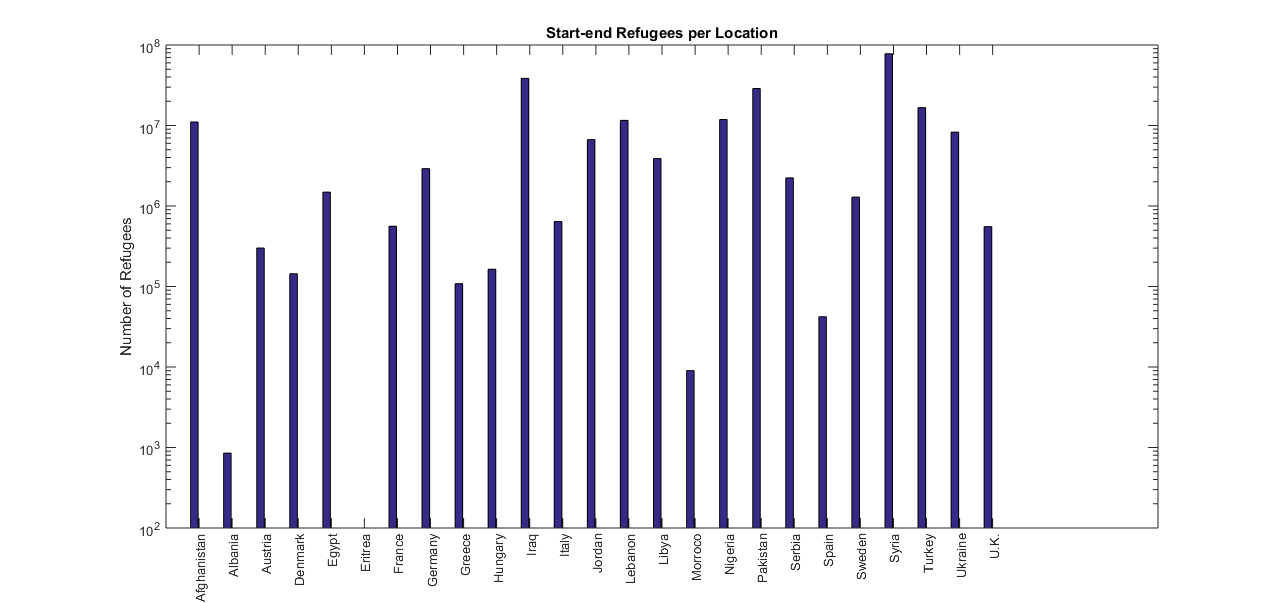 Start-end Refugees per Location
Number of Refugees
10^8
10^7
10^6
10^5
10^4
10^3
10^2
Afghanistan
Albania
Austria
Denmark
Egypt
Eritrea
France
Germany
Greece
Hungary
Iraq
Italy
Jordan
Lebanon
Libya
Morroco
Nigeria
Pakistan
Serbia
Spain
Sweden
Syria
Turkey
Ukraine
U.K.